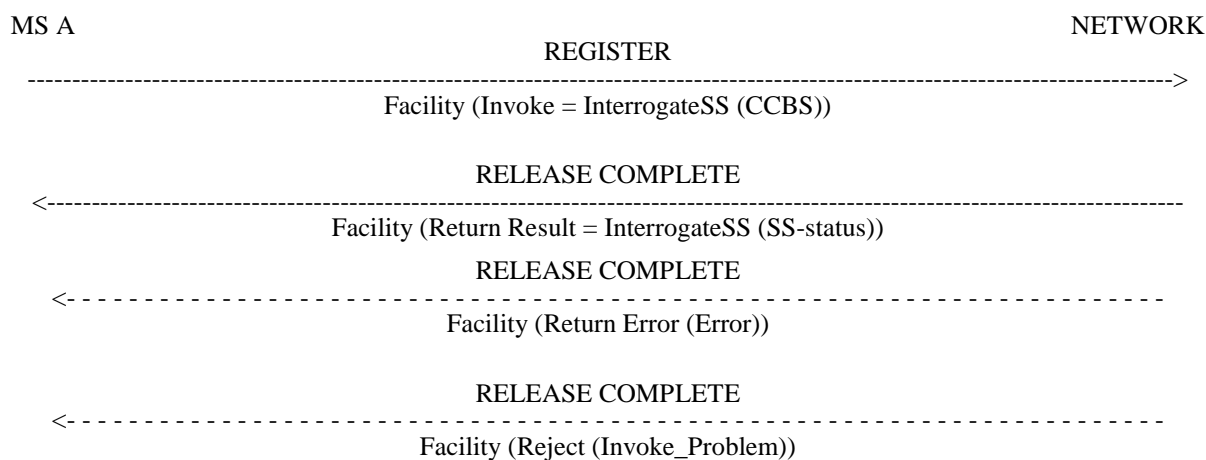 MS A NETWORK
REGISTER
------------------------------------------------------------------------------------------------------------------------------------>
Facility (Invoke = InterrogateSS (CCBS))
RELEASE COMPLETE
<------------------------------------------------------------------------------------------------------------------------------------
Facility (Return Result = InterrogateSS (SS-status))
RELEASE COMPLETE
<- - - - - - - - - - - - - - - - - - - - - - - - - - - - - - - - - - - - - - - - - - - - - - - - - - - - - - - - - - - - - - - - - - - - - -
Facility (Return Error (Error))
RELEASE COMPLETE
<- - - - - - - - - - - - - - - - - - - - - - - - - - - - - - - - - - - - - - - - - - - - - - - - - - - - - - - - - - - - - - - - - - - - - -
Facility (Reject (Invoke_Problem))